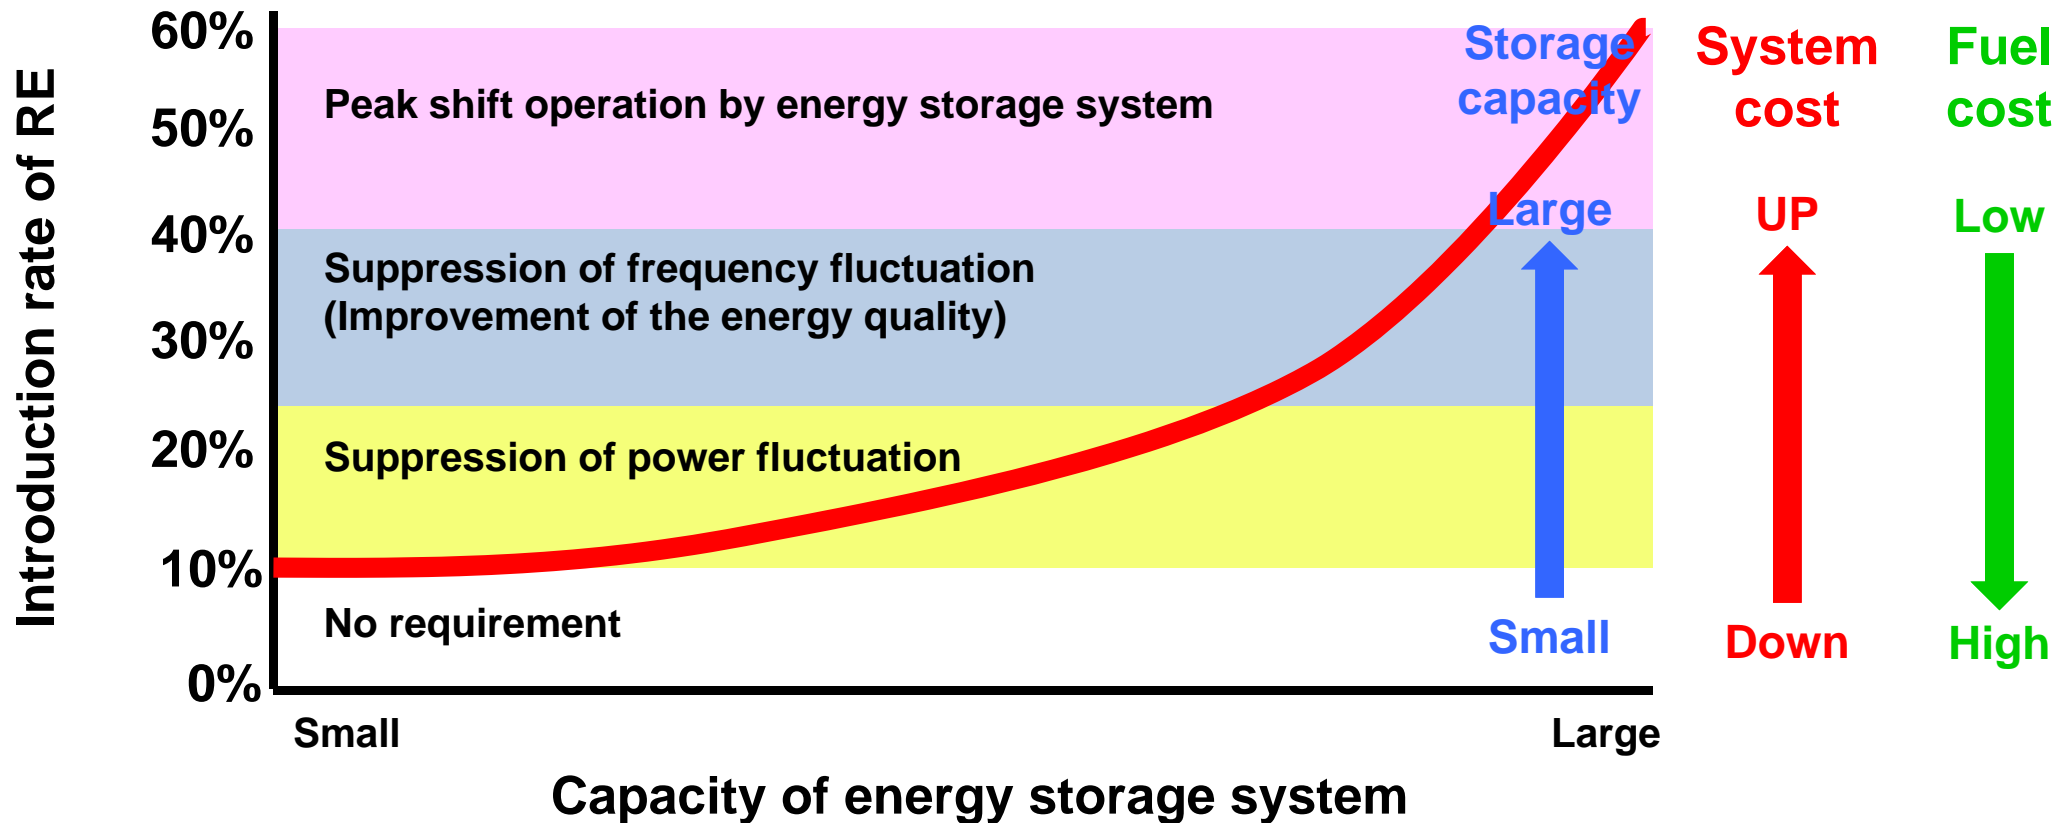 Introduction rate of RE
60%
50%
40%
30%
20%
10%
0%
Peak shift operation by energy storage system
Suppression of frequency fluctuation
(Improvement of the energy quality)
Suppression of power fluctuation
No requirement
Storage
capacity
Large
Small
System
cost
UP
Down
Fuel
cost
Low
High
Small
Large
Capacity of energy storage system